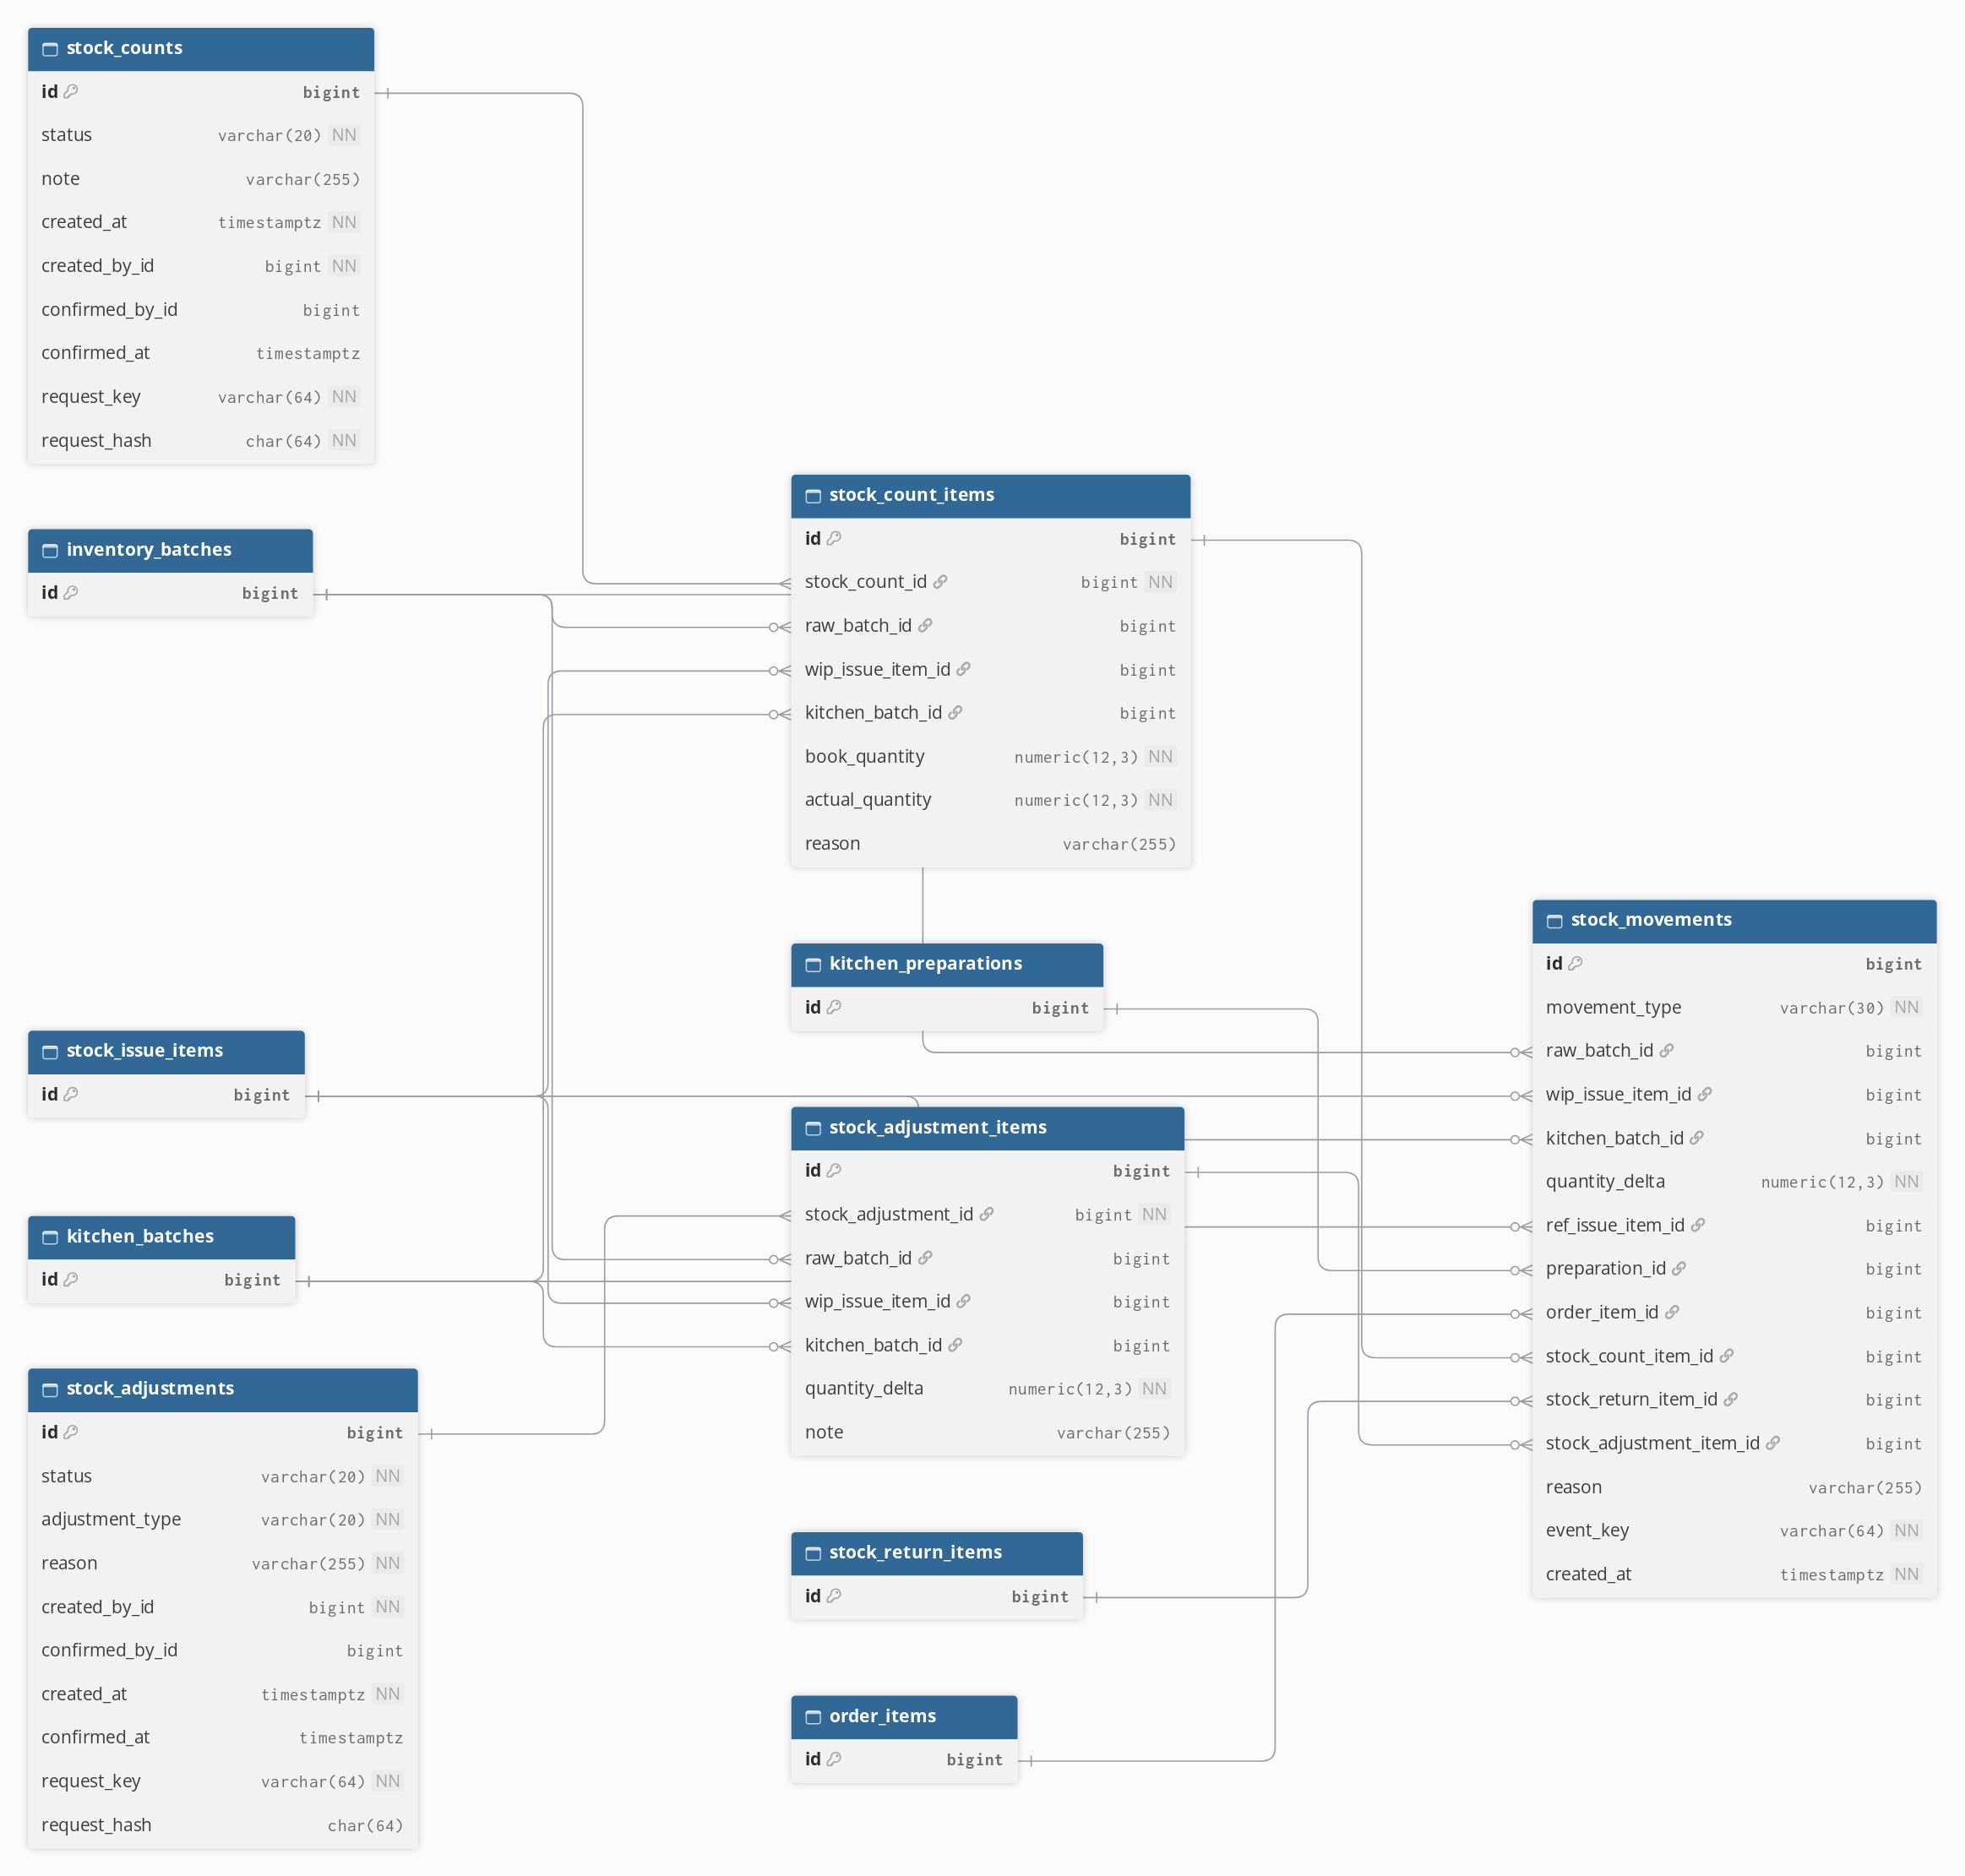 stock_counts
id bigint
status varchar(20) NN
note varchar(255)
created_at timestamptz NN
created_by_id bigint NN
confirmed_by_id bigint
confirmed_at timestamptz
request_key varchar(64) NN
request_hash char(64) NN
inventory_batches
id bigint
stock_issue_items
id bigint
kitchen_batches
id bigint
stock_adjustments
id bigint
status varchar(20) NN
adjustment_type varchar(20) NN
reason varchar(255) NN
created_by_id bigint NN
confirmed_by_id bigint
created_at timestamptz NN
confirmed_at timestamptz
request_key varchar(64) NN
request_hash char(64)
stock_count_items
id bigint
stock_count_id bigint NN
raw_batch_id bigint
wip_issue_item_id bigint
kitchen_batch_id bigint
book_quantity numeric(12,3) NN
actual_quantity numeric(12,3) NN
reason varchar(255)
kitchen_preparations
id bigint
stock_adjustment_items
id bigint
stock_adjustment_id bigint NN
raw_batch_id bigint
wip_issue_item_id bigint
kitchen_batch_id bigint
quantity_delta numeric(12,3) NN
note varchar(255)
stock_return_items
id bigint
order_items
id bigint
stock_movements
id bigint
movement_type varchar(30) NN
raw_batch_id bigint
wip_issue_item_id bigint
kitchen_batch_id bigint
quantity_delta numeric(12,3) NN
ref_issue_item_id bigint
preparation_id bigint
order_item_id bigint
stock_count_item_id bigint
stock_return_item_id bigint
stock_adjustment_item_id bigint
reason varchar(255)
event_key varchar(64) NN
created_at timestamptz NN